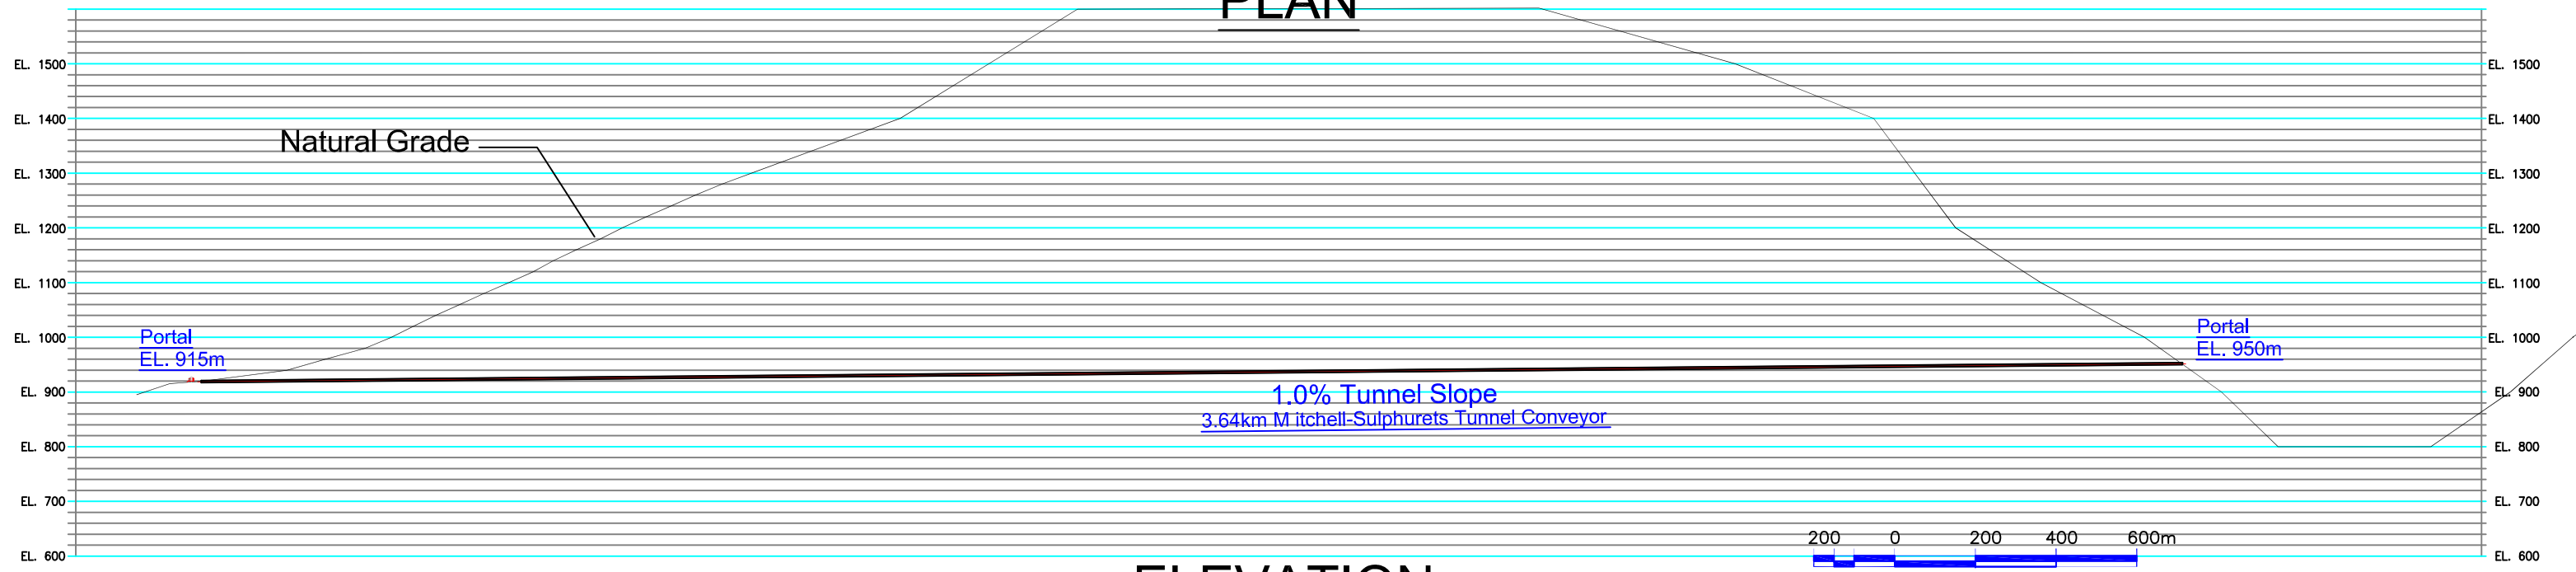 PLAN
EL. 1500 EL. 1500
EL. 1400 EL. 1400
Natural Grade
EL. 1300 EL. 1300
EL. 1200 EL. 1200
EL. 1100 EL. 1100
Portal
EL. 915m
EL. 1000 EL. 1000
Portal
EL. 950m
EL. 900 EL. 900
1.0% Tunnel Slope
3.64km M itchell-Sulphurets Tunnel Conveyor
EL. 800 EL. 800
EL. 700 EL. 700
200 0 200 400 600m
EL. 600 EL. 600
ELEVATION